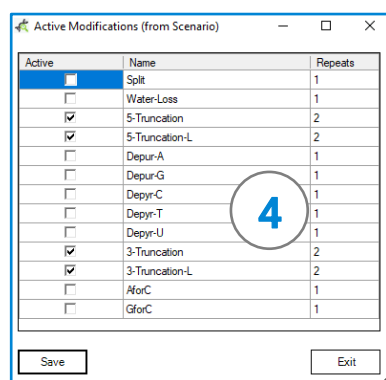 Active Modifications (from Scenario)
Active Name Repeats
Split 1
Water-Loss 1
5-Truncation 2
5-Truncation-L 2
Depur-A 1
Depur-G 1
Depyr-C 1
Depyr-T 1
Depyr-U 1
3-Truncation 2
3-Truncation-L 2
AforC 1
GforC 1
4
Save Exit